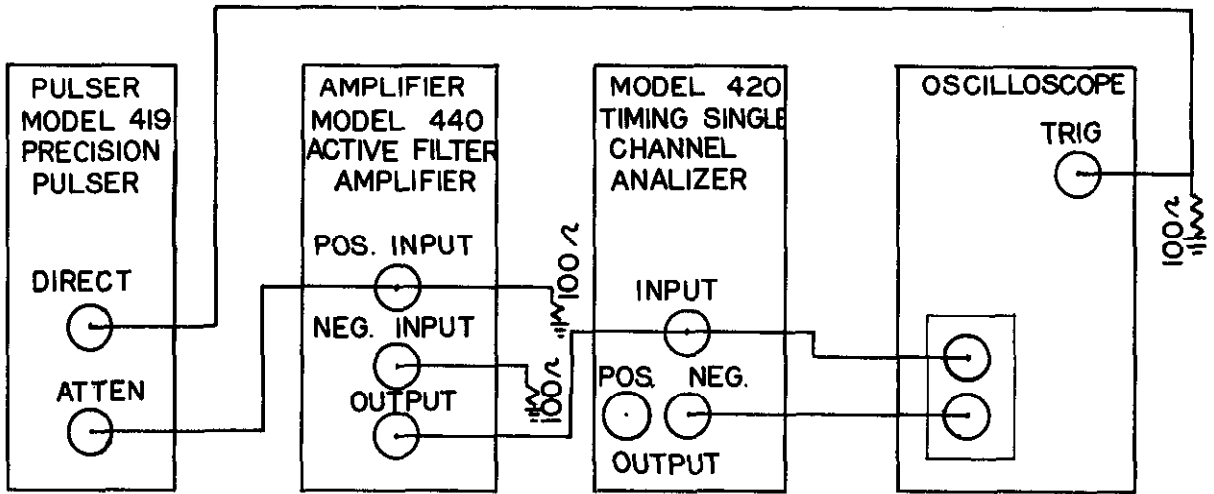 PULSER
MODEL 419
PRECISION
PULSER
DIRECT
ATTEN
AMPLIFIER
MODEL 440
ACTIVE FILTER
AMPLIFIER
POS. INPUT
NEG. INPUT
OUTPUT
100Ω
100Ω
MODEL 420
TIMING SINGLE
CHANNEL
ANALIZER
INPUT
POS. NEG.
OUTPUT
OSCILLOSCOPE
TRIG
100Ω